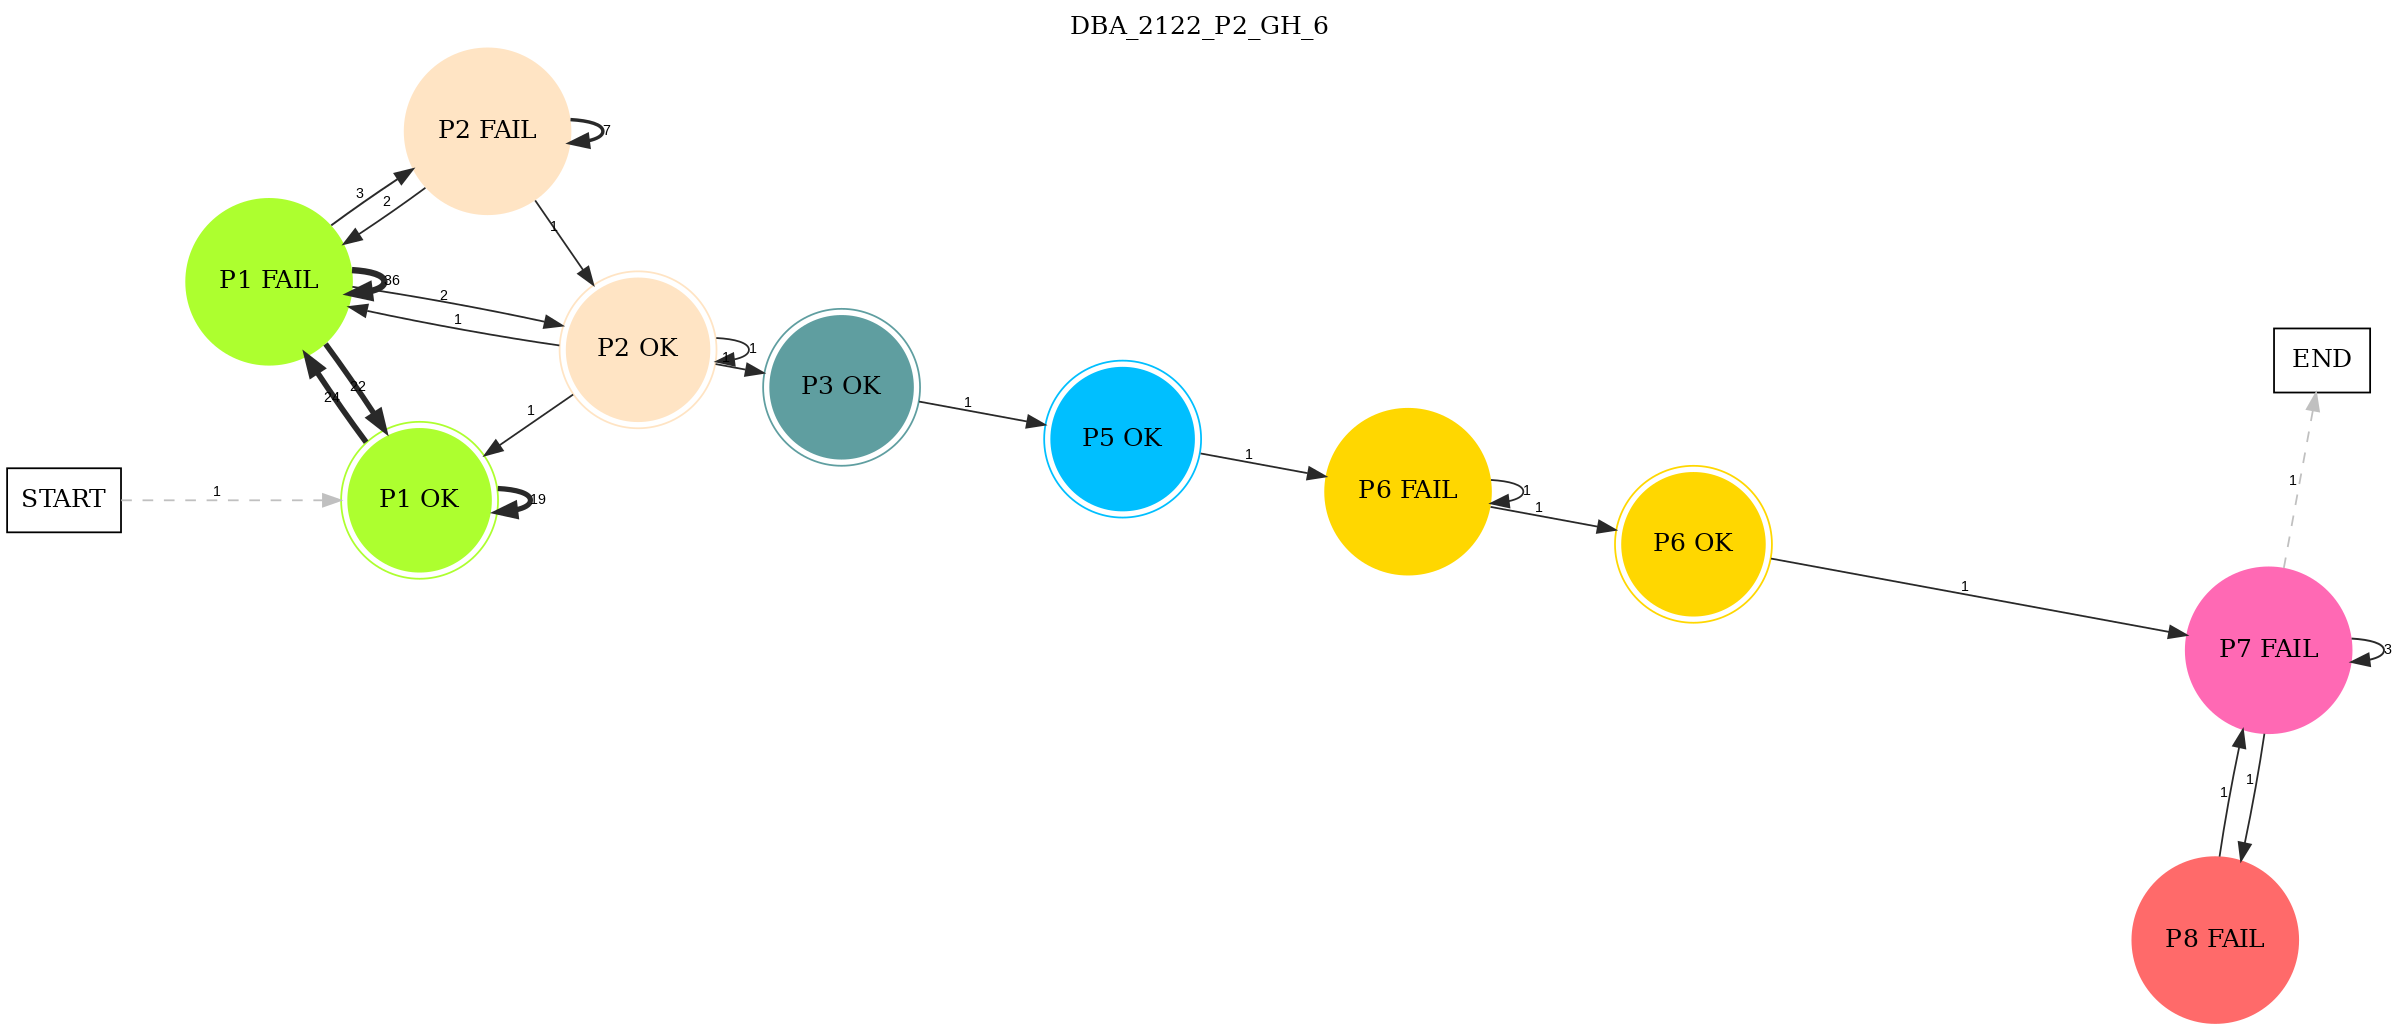 DBA_2122_P2_GH_6
P2 FAIL
7
3
2
1
P1 FAIL
36
2
1
P2 OK
1
1
P3 OK
1
22
24
1
START
1
P1 OK
19
P5 OK
1
P6 FAIL
1
1
P6 OK
1
END
1
P7 FAIL
3
1
1
P8 FAIL